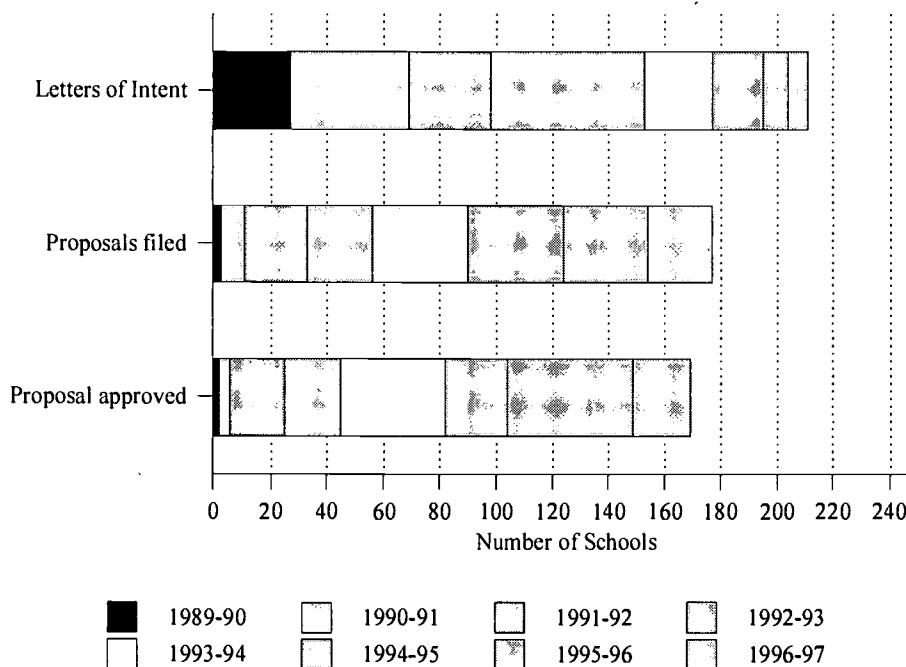 Letters of Intent
Proposals filed
Proposal approved
0 20 40 60 80 100 120 140 160 180 200 220 240
Number of Schools
1989-90 1990-91 1991-92 1992-93
1993-94 1994-95 1995-96 1996-97